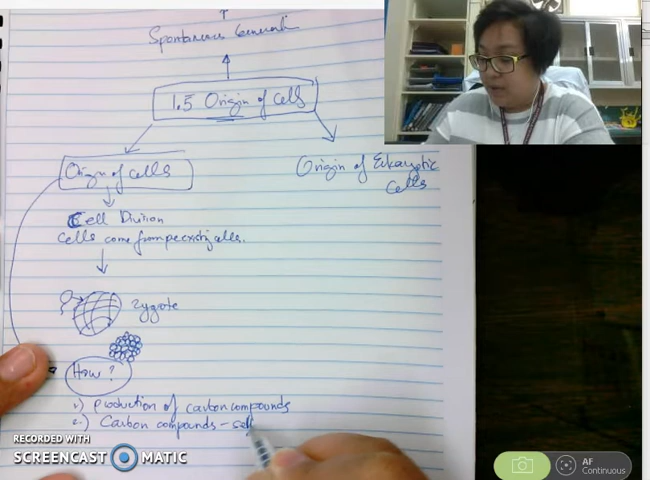 Spontaneous
1.5 Origin of Cells
Origin of cells
Origin of Eukaryotic
Cells
Cell Division
Cells come from preexisting cells.
Zygote
How?
1.) Production of carbon compounds
2.) Carbon compounds - self
RECORDED WITH
SCREENCAST MATIC
AF
Continuous